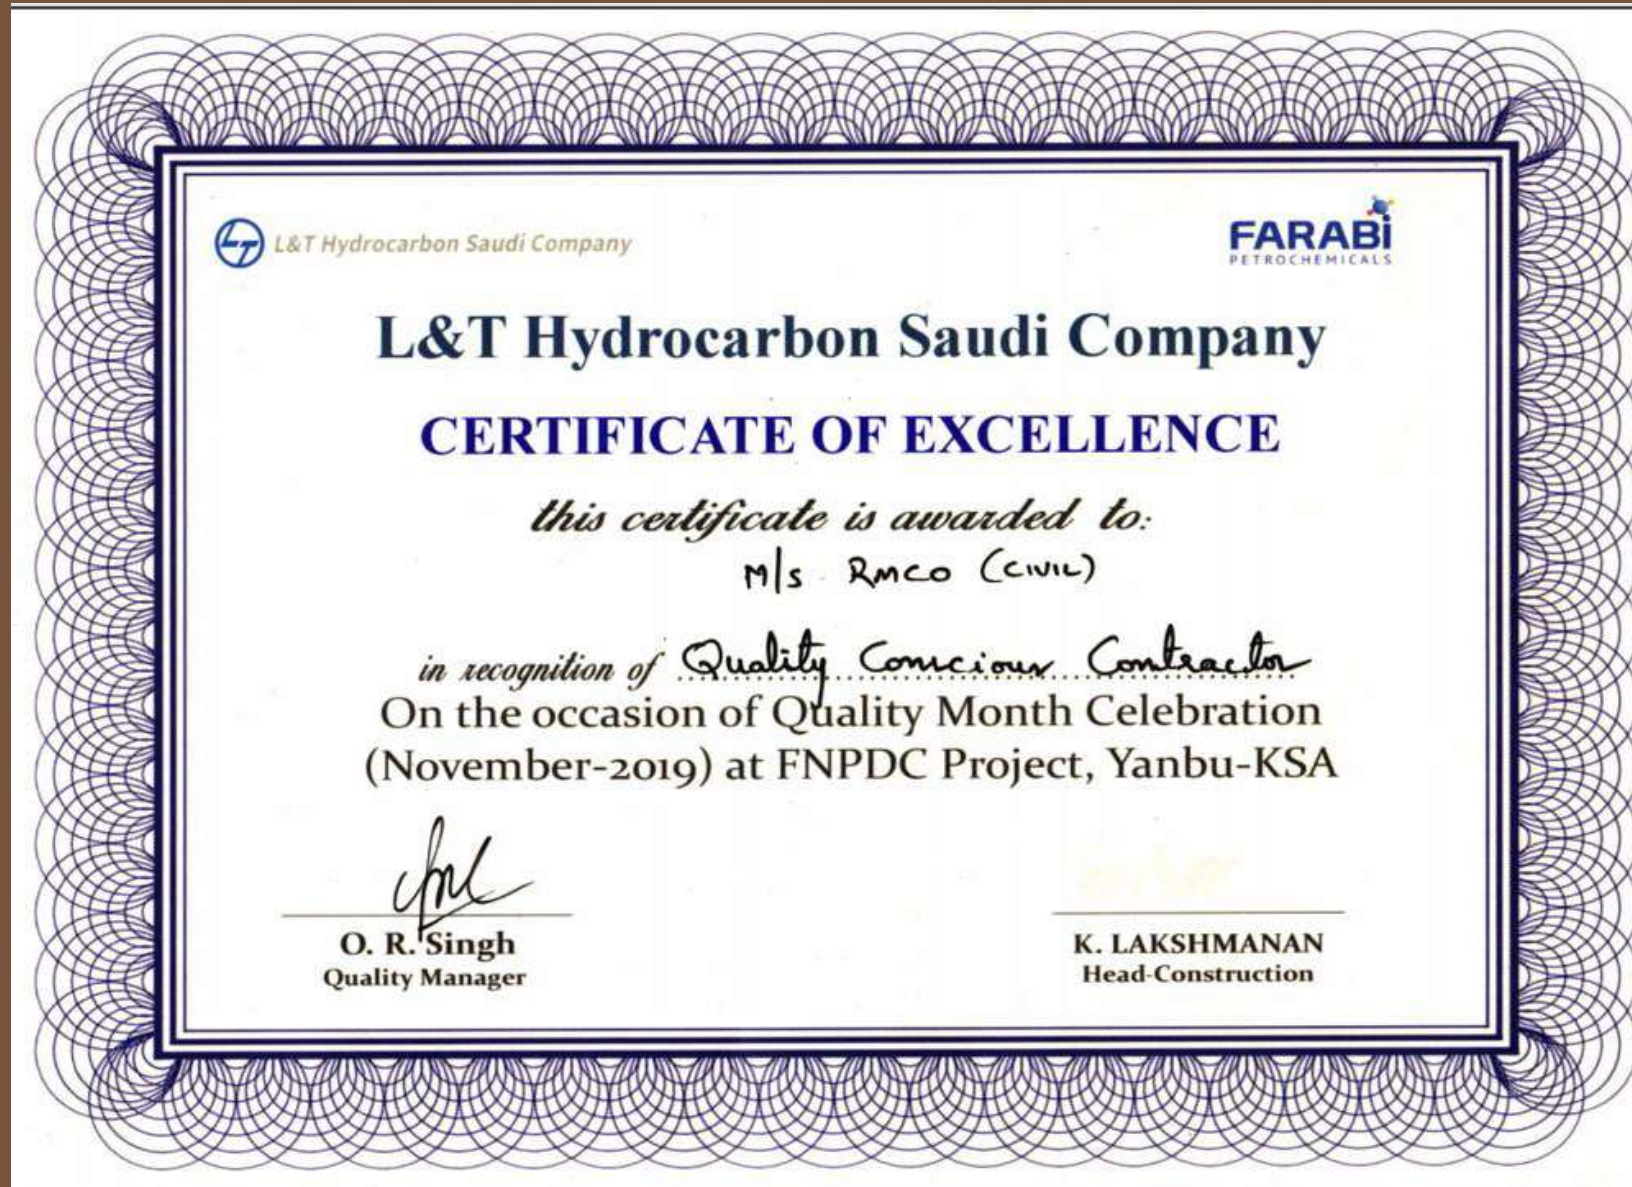 L&T Hydrocarbon Saudi Company
FARABi
PETROCHEMICALS
L&T Hydrocarbon Saudi Company
CERTIFICATE OF EXCELLENCE
this certificate is awarded to:
M/s RMCO (CIVIL)
in recognition of Quality Conscious Contractor
On the occasion of Quality Month Celebration
(November-2019) at FNPDC Project, Yanbu-KSA
O. R. Singh
Quality Manager
K. LAKSHMANAN
Head-Construction